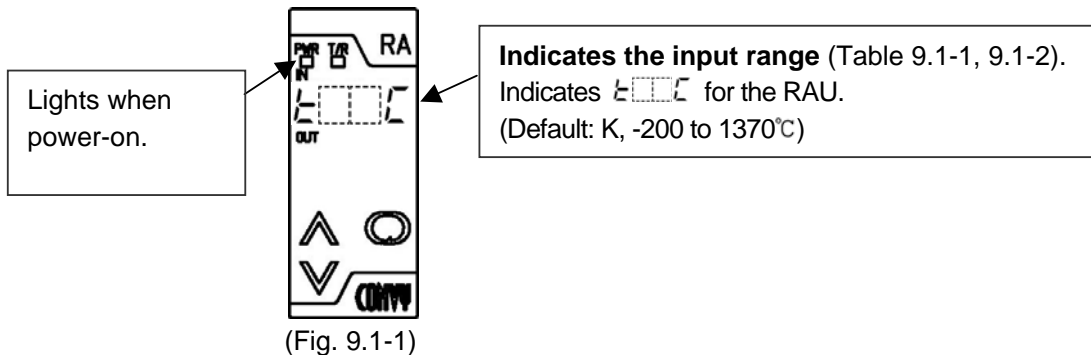 PWR T/R RA
IN
OUT
Lights when
power-on.
Indicates the input range (Table 9.1-1, 9.1-2).
Indicates t C for the RAU.
(Default: K, -200 to 1370℃)
(Fig. 9.1-1)